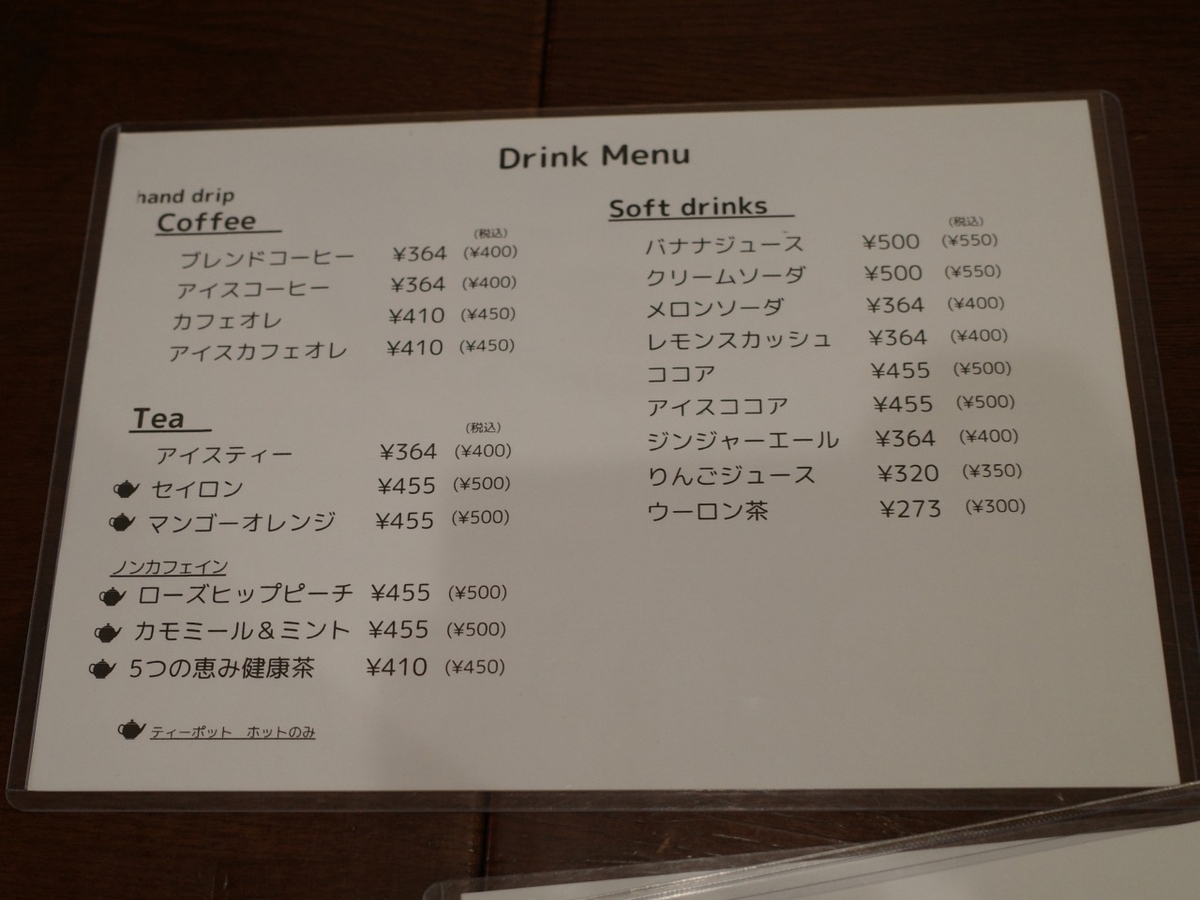 Drink Menu
hand drip
Coffee
(税込)
ブレンドコーヒー ¥364 (¥400)
アイスコーヒー ¥364 (¥400)
カフェオレ ¥410 (¥450)
アイスカフェオレ ¥410 (¥450)
Tea
(税込)
アイスティー ¥364 (¥400)
セイロン ¥455 (¥500)
マンゴーオレンジ ¥455 (¥500)
ノンカフェイン
ローズヒップピーチ ¥455 (¥500)
カモミール＆ミント ¥455 (¥500)
5つの恵み健康茶 ¥410 (¥450)
ティーポット ホットのみ
Soft drinks
(税込)
バナナジュース ¥500 (¥550)
クリームソーダ ¥500 (¥550)
メロンソーダ ¥364 (¥400)
レモンスカッシュ ¥364 (¥400)
ココア ¥455 (¥500)
アイスココア ¥455 (¥500)
ジンジャーエール ¥364 (¥400)
りんごジュース ¥320 (¥350)
ウーロン茶 ¥273 (¥300)